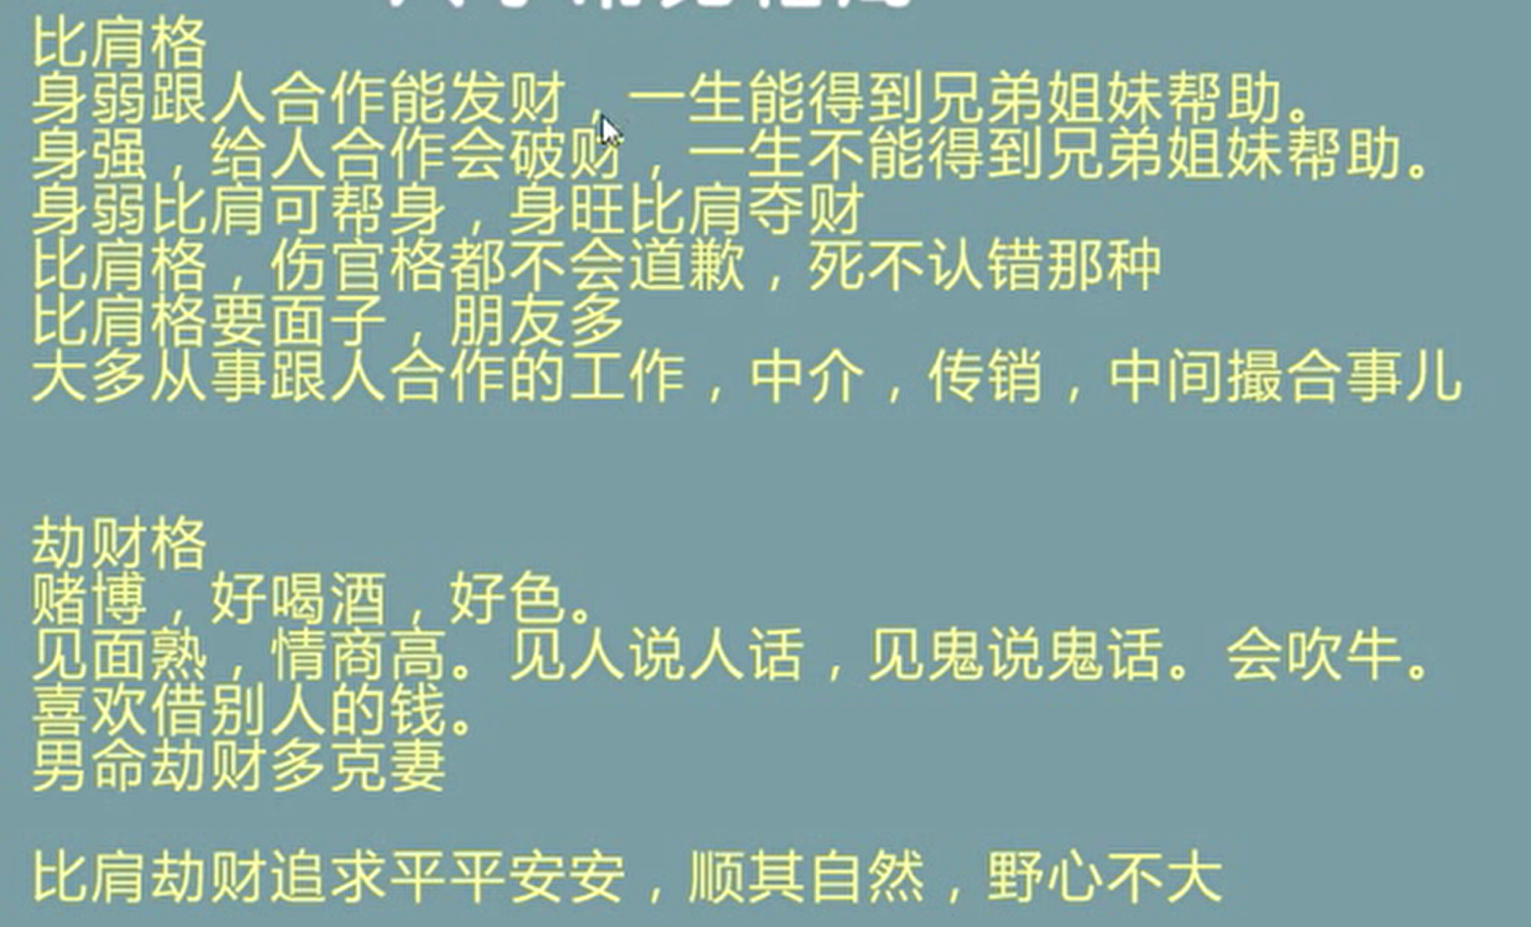 比肩格
身弱跟人合作能发财，一生能得到兄弟姐妹帮助。
身强，给人合作会破财，一生不能得到兄弟姐妹帮助。
身弱比肩可帮身，身旺比肩夺财
比肩格，伤官格都不会道歉，死不认错那种
比肩格要面子，朋友多
大多从事跟人合作的工作，中介，传销，中间撮合事儿
劫财格
赌博，好喝酒，好色。
见面熟，情商高。见人说人话，见鬼说鬼话。会吹牛。
喜欢借别人的钱。
男命劫财多克妻
比肩劫财追求平平安安，顺其自然，野心不大